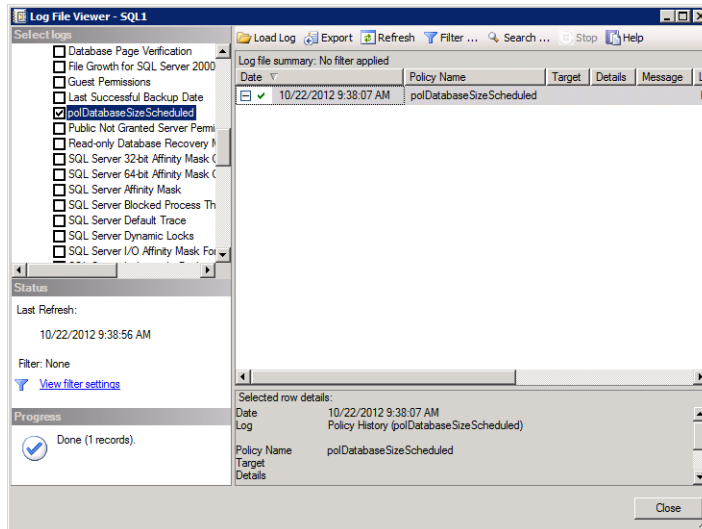 Log File Viewer - SQL1
Select logs
Database Page Verification
File Growth for SQL Server 2000
Guest Permissions
Last Successful Backup Date
polDatabaseSizeScheduled
Public Not Granted Server Permi
Read-only Database Recovery M
SQL Server 32-bit Affinity Mask
SQL Server 64-bit Affinity Mask
SQL Server Affinity Mask
SQL Server Blocked Process Th
SQL Server Default Trace
SQL Server Dynamic Locks
SQL Server I/O Affinity Mask For
Status
Last Refresh:
10/22/2012 9:38:56 AM
Filter: None
View filter settings
Progress
Done (1 records).
Load Log Export Refresh Filter ... Search ... Stop Help
Log file summary: No filter applied
Date Policy Name Target Details Message
10/22/2012 9:38:07 AM polDatabaseSizeScheduled
Selected row details:
Date 10/22/2012 9:38:07 AM
Log Policy History (polDatabaseSizeScheduled)
Policy Name polDatabaseSizeScheduled
Target
Details
Close